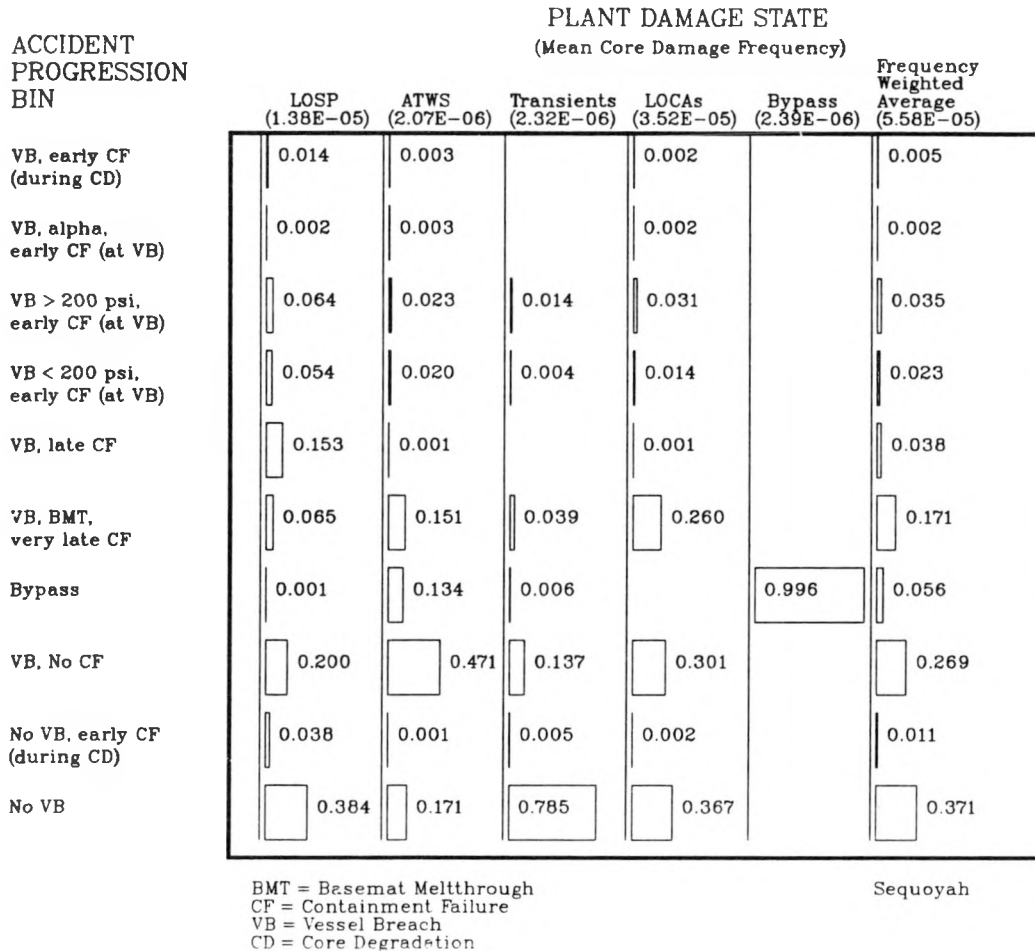 PLANT DAMAGE STATE
(Mean Core Damage Frequency)
ACCIDENT
PROGRESSION
BIN
LOSP
(1.38E-05)
ATWS
(2.07E-06)
Transients
(2.32E-06)
LOCAs
(3.52E-05)
Bypass
(2.39E-06)
Frequency
Weighted
Average
(5.58E-05)
VB, early CF
(during CD)
0.014 0.003 0.002 0.005
VB, alpha,
early CF (at VB)
0.002 0.003 0.002 0.002
VB > 200 psi,
early CF (at VB)
0.064 0.023 0.014 0.031 0.035
VB < 200 psi,
early CF (at VB)
0.054 0.020 0.004 0.014 0.023
VB, late CF 0.153 0.001 0.001 0.038
VB, BMT,
very late CF
0.065 0.151 0.039 0.260 0.171
Bypass 0.001 0.134 0.006 0.996 0.056
VB, No CF 0.200 0.471 0.137 0.301 0.269
No VB, early CF
(during CD)
0.038 0.001 0.005 0.002 0.011
No VB 0.384 0.171 0.785 0.367 0.371
BMT = Basemat Meltthrough
CF = Containment Failure
VB = Vessel Breach
CD = Core Degradation
Sequoyah